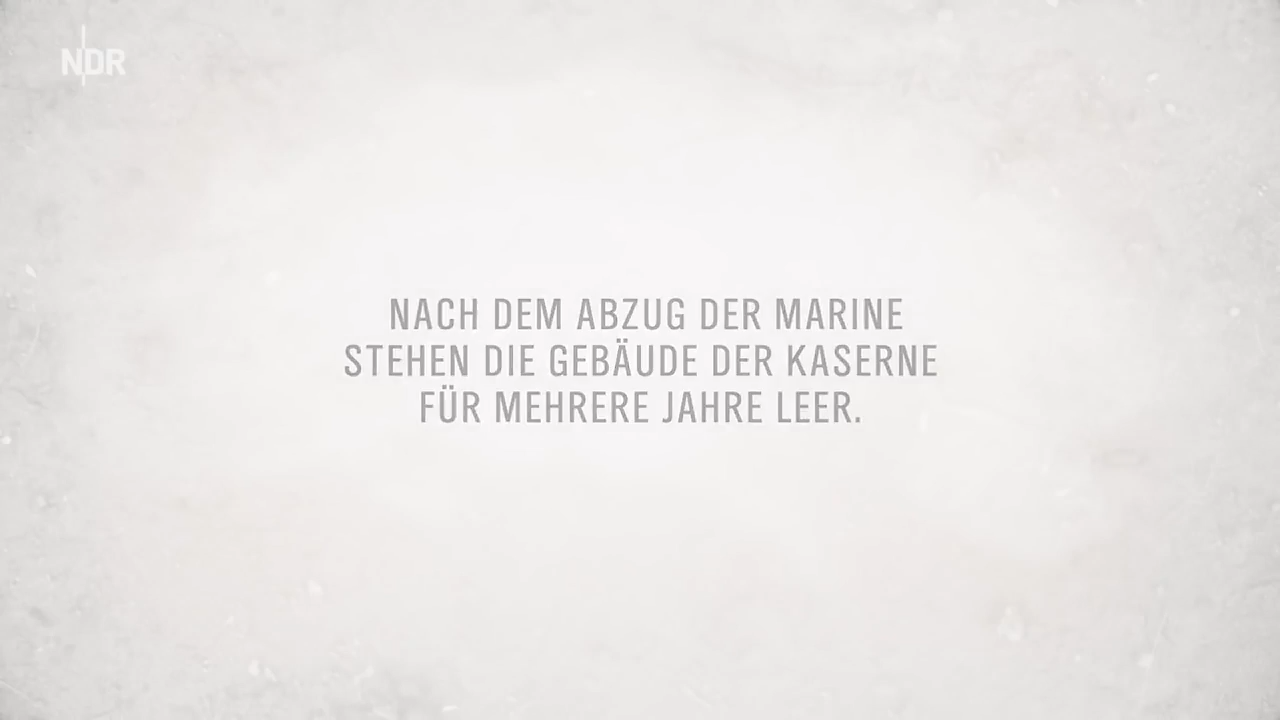 NDR
NACH DEM ABZUG DER MARINE
STEHEN DIE GEBÄUDE DER KASERNE
FÜR MEHRERE JAHRE LEER.